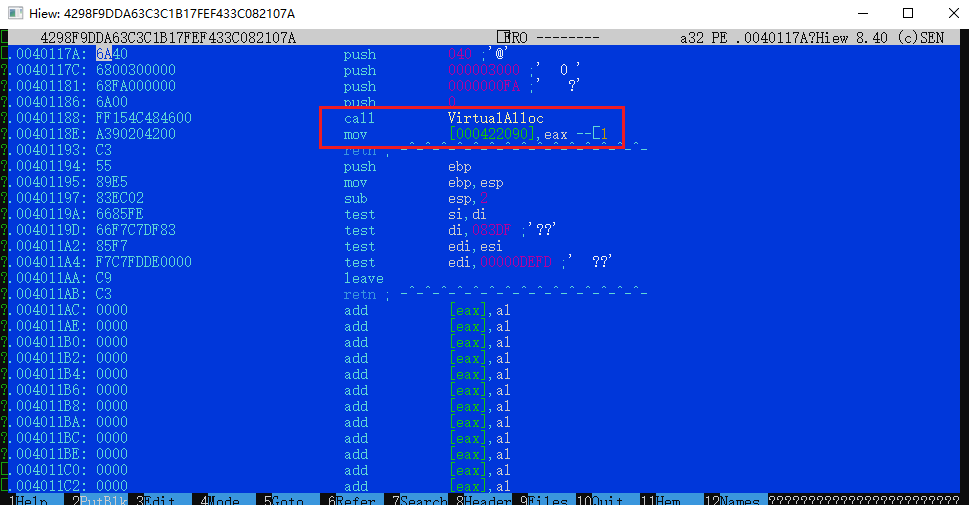 Hiew: 4298F9DDA63C3C1B17FEF433C082107A
4298F9DDA63C3C1B17FEF433C082107A FRO -------- a32 PE .0040117A?Hiew 8.40 (c)SEN
?.0040117A: 6A40 push 040 ;'@'
?.0040117C: 6800300000 push 000003000 ;' 0 '
?.00401181: 68FA000000 push 0000000FA ;' ?'
?.00401186: 6A00 push 0
?.00401188: FF154C484600 call VirtualAlloc
?.0040118E: A390204200 mov [000422090],eax --[1
?.00401193: C3 retn ; -^-^-^-^-^-^-^-^-^-^-^-^-^-^-^-^-
?.00401194: 55 push ebp
?.00401195: 89E5 mov ebp,esp
?.00401197: 83EC02 sub esp,2
?.0040119A: 6685FE test si,di
?.0040119D: 66F7C7DF83 test di,083DF ;'??'
?.004011A2: 85F7 test edi,esi
?.004011A4: F7C7FDDE0000 test edi,00000DEFD ;' ??'
?.004011AA: C9 leave
?.004011AB: C3 retn ; -^-^-^-^-^-^-^-^-^-^-^-^-^-^-^-^-
?.004011AC: 0000 add [eax],al
?.004011AE: 0000 add [eax],al
?.004011B0: 0000 add [eax],al
?.004011B2: 0000 add [eax],al
?.004011B4: 0000 add [eax],al
?.004011B6: 0000 add [eax],al
?.004011B8: 0000 add [eax],al
?.004011BA: 0000 add [eax],al
?.004011BC: 0000 add [eax],al
?.004011BE: 0000 add [eax],al
.004011C0: 0000 add [eax],al
.004011C2: 0000 add [eax],al
1Help 2PutBlk 3Edit 4Mode 5Goto 6Refer 7Search 8Header 9Files 10Quit 11Hem 12Names ????????????????????????